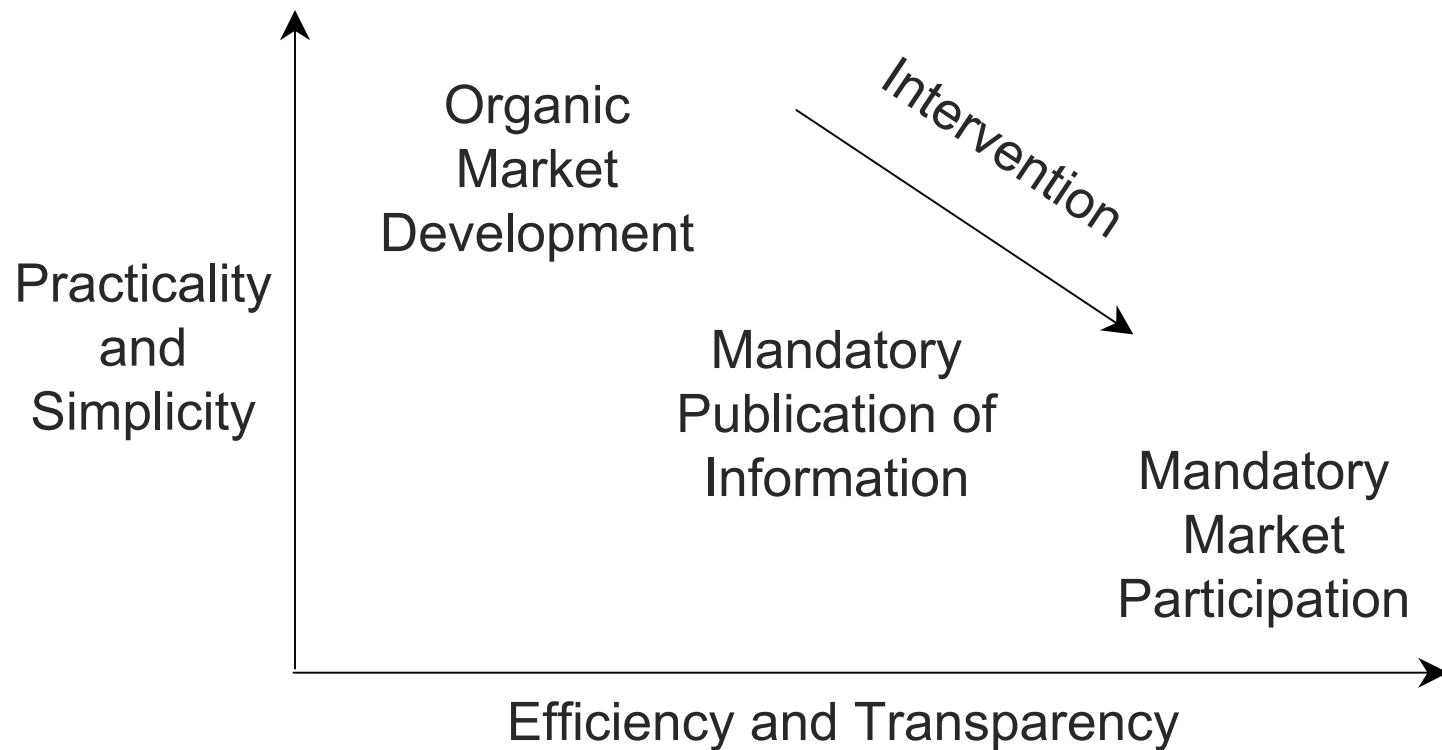 Organic
Market
Development
Intervention
Practicality
and
Simplicity
Mandatory
Publication of
Information
Mandatory
Market
Participation
Efficiency and Transparency